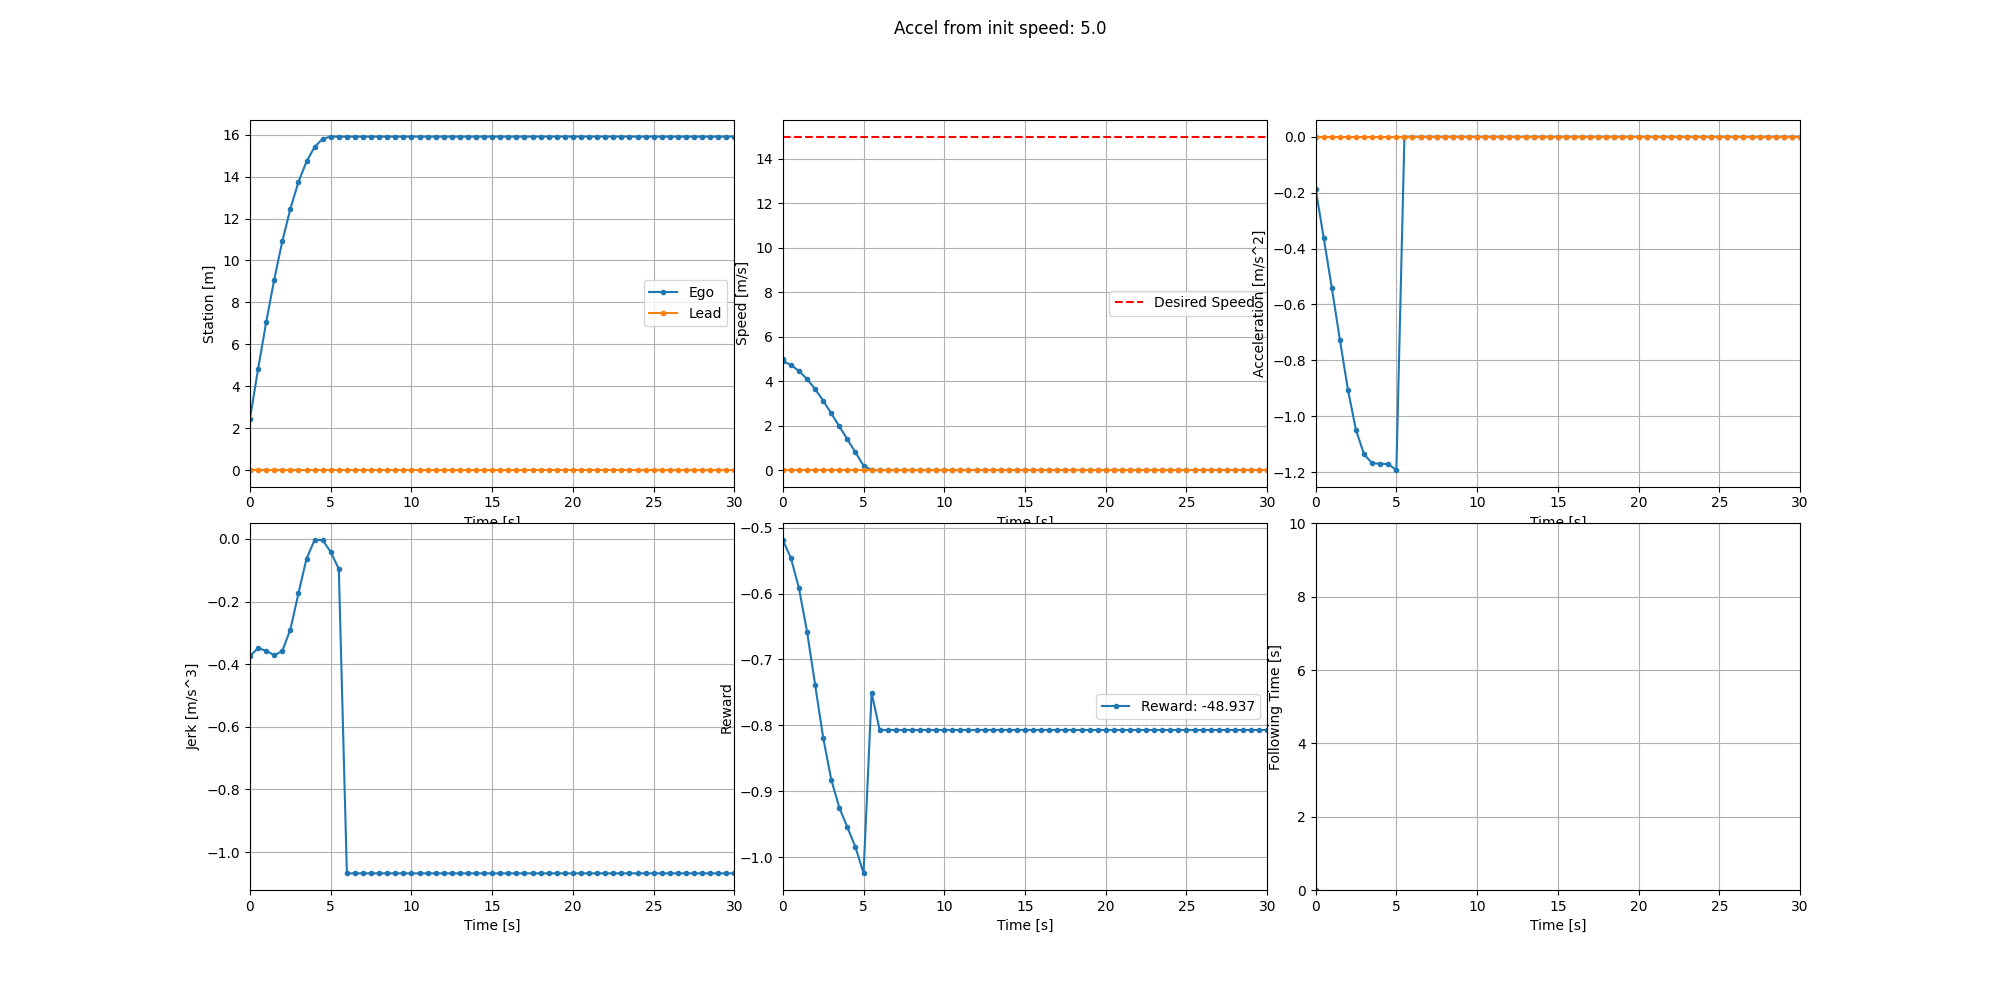 Accel from init speed: 5.0
Station [m]
16
14
12
10
8
6
4
2
0
0 5 10 15 20 25 30
Time [s]
Ego
Lead
Speed [m/s]
14
12
10
8
6
4
2
0
0 5 10 15 20 25 30
Time [s]
Desired Speed
Acceleration [m/s^2]
0.0
−0.2
−0.4
−0.6
−0.8
−1.0
−1.2
0 5 10 15 20 25 30
Time [s]
Jerk [m/s^3]
0.0
−0.2
−0.4
−0.6
−0.8
−1.0
0 5 10 15 20 25 30
Time [s]
Reward
−0.5
−0.6
−0.7
−0.8
−0.9
−1.0
0 5 10 15 20 25 30
Time [s]
Reward: -48.937
Following Time [s]
10
8
6
4
2
0
0 5 10 15 20 25 30
Time [s]